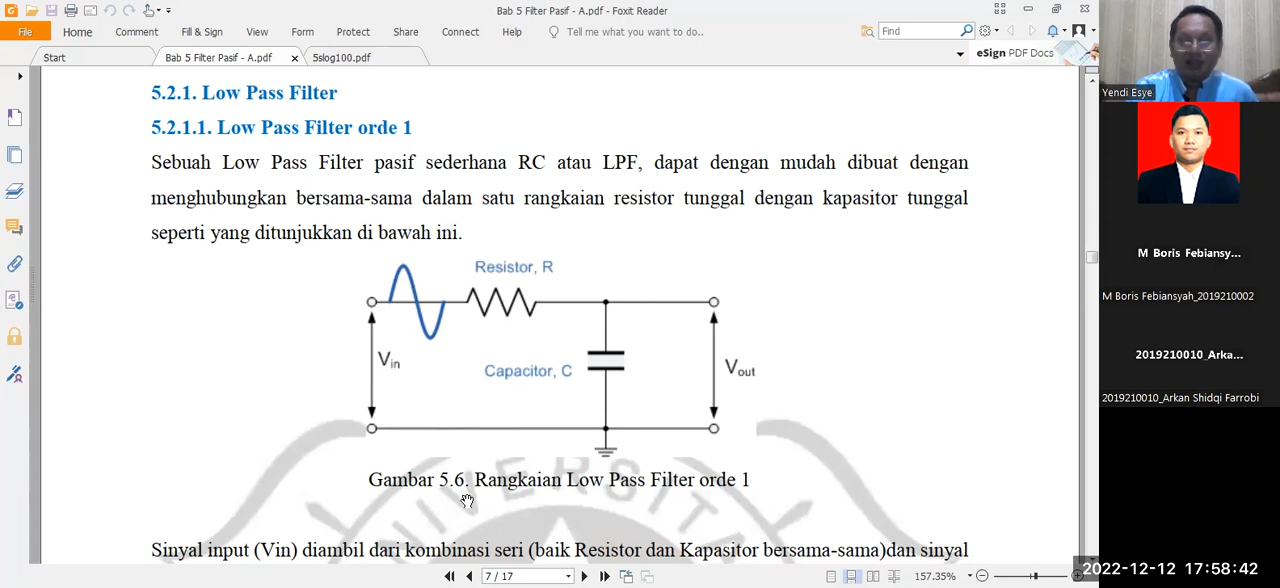 Bab 5 Filter Pasif - A.pdf - Foxit Reader
File Home Comment Fill & Sign View Form Protect Share Connect Help Tell me what you want to do.. Find
Start Bab 5 Filter Pasif - A.pdf 5slog100.pdf eSign PDF Docs
5.2.1. Low Pass Filter
5.2.1.1. Low Pass Filter orde 1
Sebuah Low Pass Filter pasif sederhara RC atau LPF, dapat dengan mudah dibuat dengan
menghubungkan bersama-sama dalam satu rangkaian resistor tunggal dengan kapasitor tunggal
seperti yang ditunjukkan di bawah ini.
Resistor, R
Vin
Capacitor, C
Vout
Gambar 5.6. Rangkaian Low Pass Filter orde 1
UNIVERSITA
Sinyal input (Vin) diambil dari kombinasi seri (baik Resistor dan Kapasitor bersama-sama)dan sinyal
7 / 17 157.35%
Yendi Esye
M Boris Febiansy...
M Boris Febiansyah_2019210002
2019210010_Arka...
2019210010_Arkan Shidqi Farrobi
2022-12-12 17:58:42